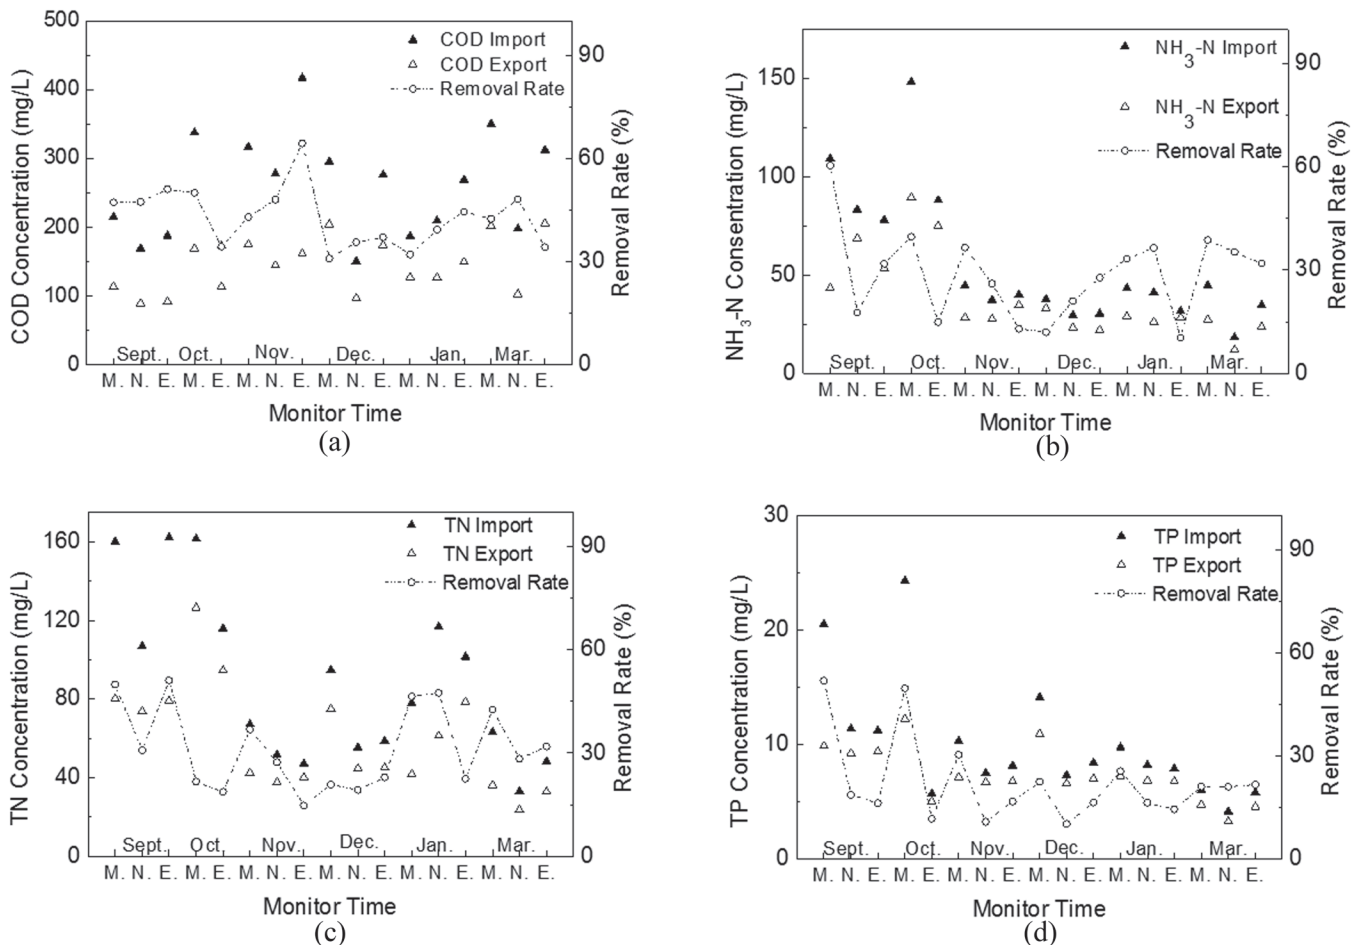 500
400
300
200
100
0
COD Concentration (mg/L)
COD Import
COD Export
Removal Rate
90
60
30
0
Removal Rate (%)
Sept. Oct. Nov. Dec. Jan. Mar.
M. N. E. M. E. M. N. E. M. N. E. M. N. E. M. N. E.
Monitor Time
(a)
150
100
50
0
NH3-N Consentration (mg/L)
NH3-N Import
NH3-N Export
Removal Rate
90
60
30
0
Removal Rate (%)
Sept. Oct. Nov. Dec. Jan. Mar.
M. N. E. M. E. M. N. E. M. N. E. M. N. E. M. N. E.
Monitor Time
(b)
160
120
80
40
0
TN Concentration (mg/L)
TN Import
TN Export
Removal Rate
90
60
30
0
Removal Rate (%)
Sept. Oct. Nov. Dec. Jan. Mar.
M. N. E. M. E. M. N. E. M. N. E. M. N. E. M. N. E.
Monitor Time
(c)
30
20
10
0
TP Concentration (mg/L)
TP Import
TP Export
Removal Rate
90
60
30
0
Removal Rate (%)
Sept. Oct. Nov. Dec. Jan. Mar.
M. N. E. M. E. M. N. E. M. N. E. M. N. E. M. N. E.
Monitor Time
(d)